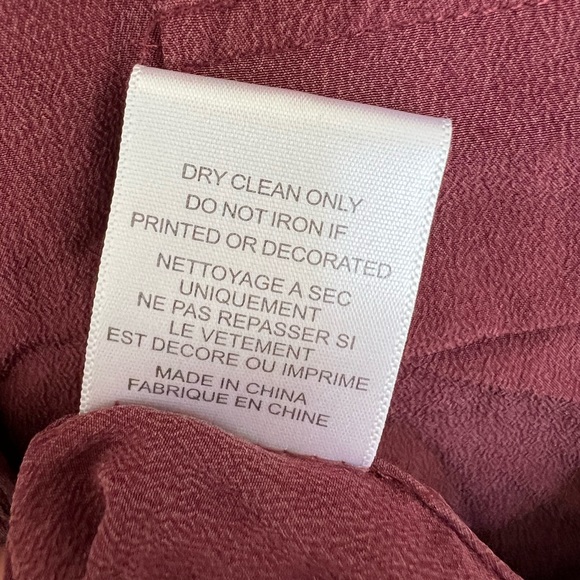 DRY CLEAN ONLY
DO NOT IRON IF
PRINTED OR DECORATED
NETTOYAGE A SEC
UNIQUEMENT
NE PAS REPASSER SI
LE VETEMENT
EST DECORE OU IMPRIME
MADE IN CHINA
FABRIQUE EN CHINE